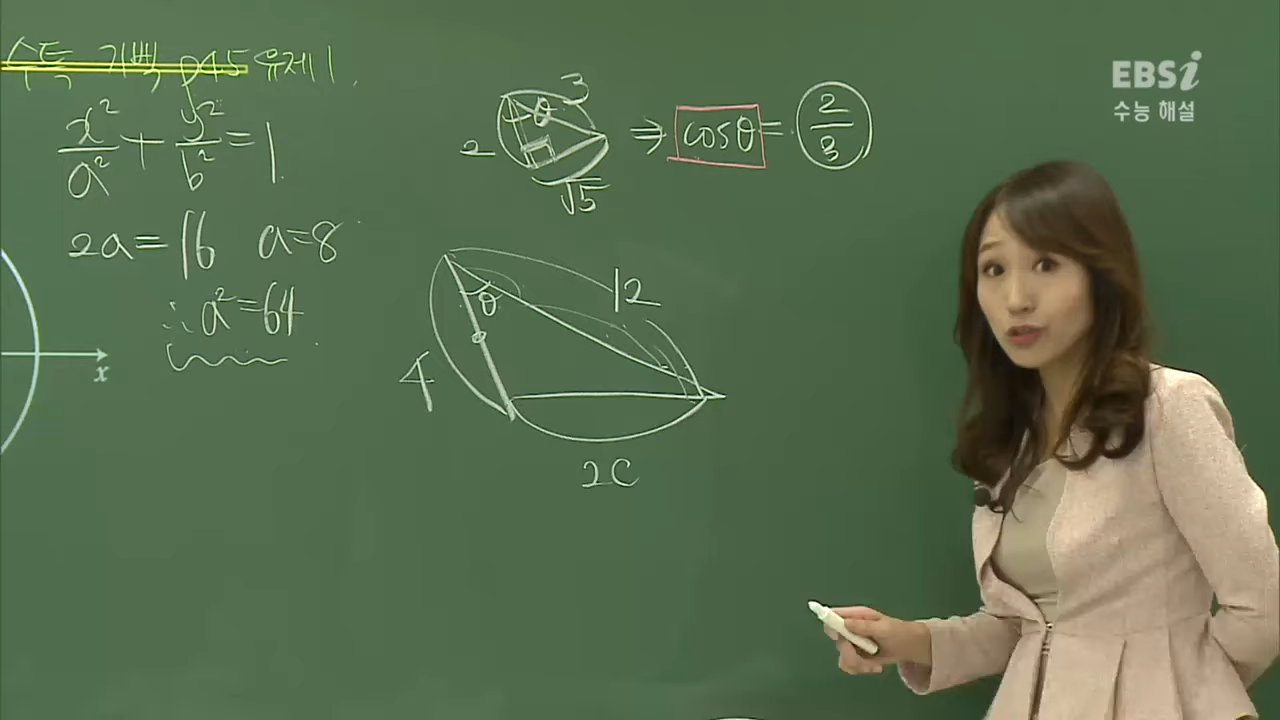 수특 기벡 p45 유제 1.
x²/a² + y²/b² = 1.
2a = 16 a = 8
∴ a² = 64
x
θ 3
2
√5
⇒ cosθ = 2/3
12
θ
4
2C
EBSi
수능 해설